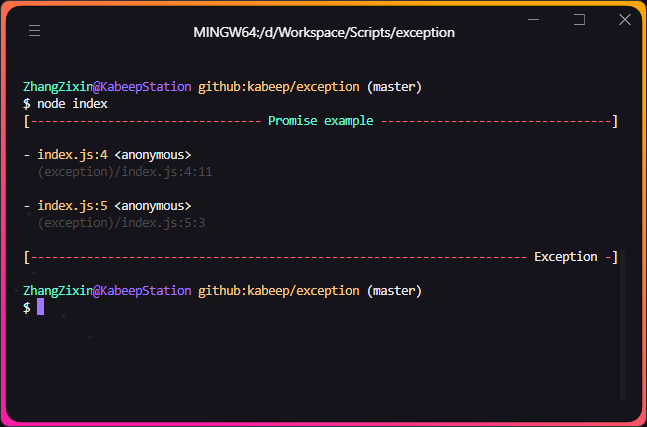 MINGW64:/d/Workspace/Scripts/exception
ZhangZixin@KabeepStation github:kabeep/exception (master)
$ node index
[--------------------------------- Promise example ---------------------------------]
- index.js:4 <anonymous>
(exception)/index.js:4:11
- index.js:5 <anonymous>
(exception)/index.js:5:3
[----------------------------------------------------------------------- Exception -]
ZhangZixin@KabeepStation github:kabeep/exception (master)
$